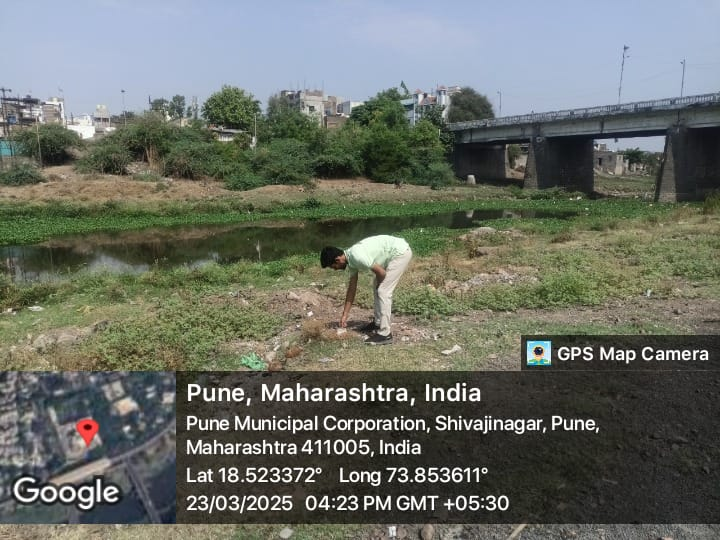 GPS Map Camera
Pune, Maharashtra, India
Pune Municipal Corporation, Shivajinagar, Pune,
Maharashtra 411005, India
Lat 18.523372° Long 73.853611°
23/03/2025 04:23 PM GMT +05:30
Google